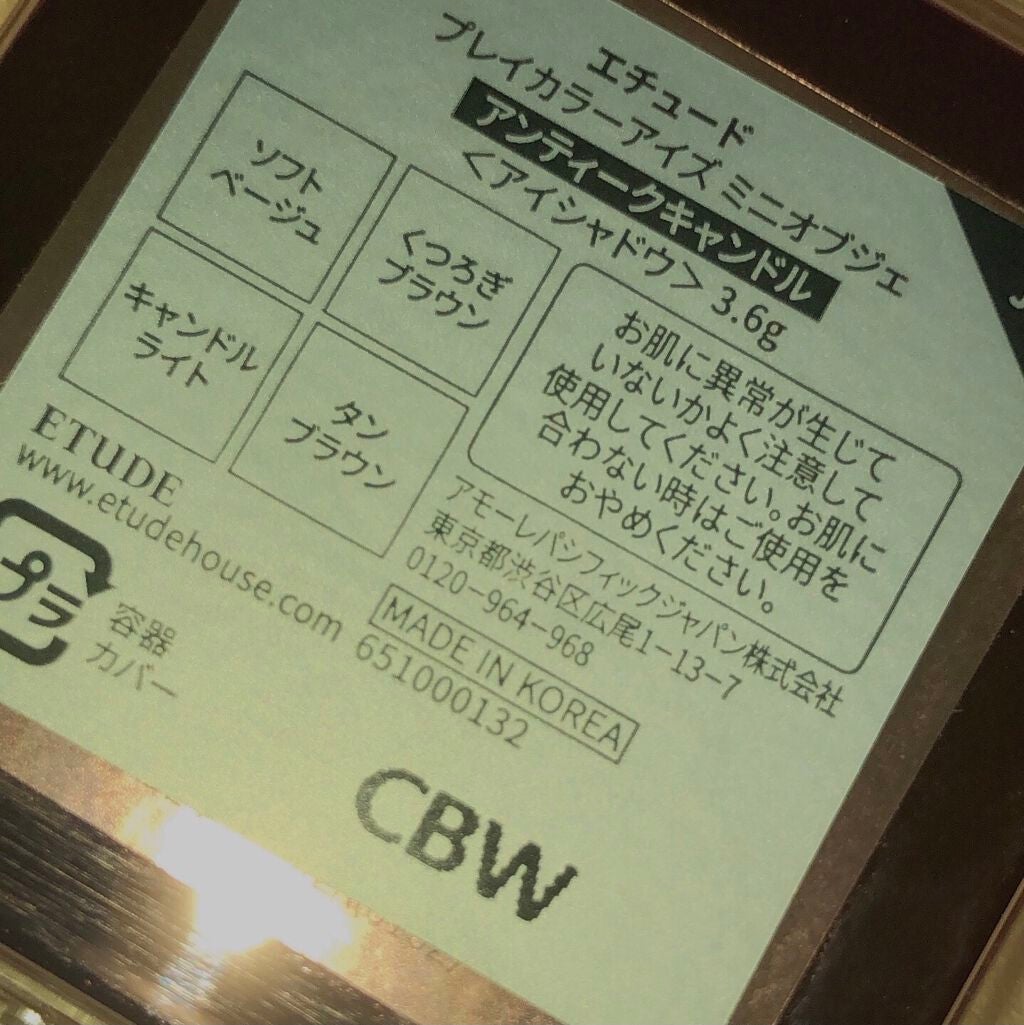 エチュード
プレイカラーアイズ ミニオブジェ
アンティークキャンドル
<アイシャドウ> 3.6g
ソフト
ベージュ
くつろぎ
ブラウン
キャンドル
ライト
タン
ブラウン
お肌に異常が生じて
いないかよく注意して
使用してください。お肌に
合わない時はご使用を
おやめください。
ETUDE
www.etudehouse.com
プラ
容器
カバー
アモーレパシフィックジャパン株式会社
東京都渋谷区広尾1-13-7
0120-964-968
MADE IN KOREA
651000132
CBW